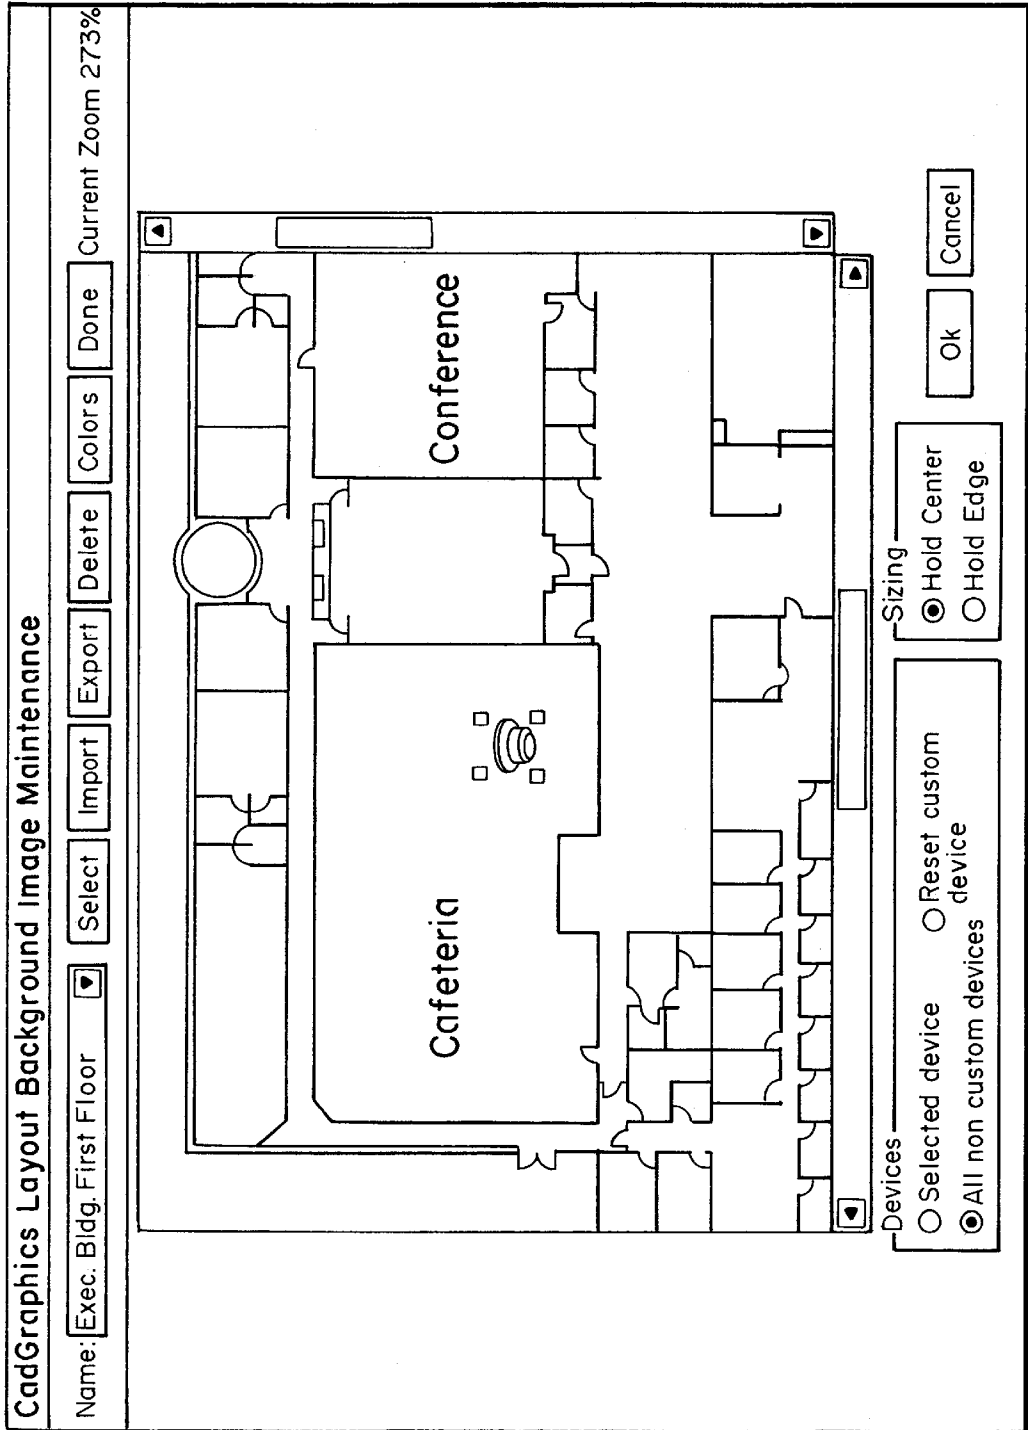 CadGraphics Layout Background Image Maintenance
Name: Exec. Bldg. First Floor Select Import Export Delete Colors Done Current Zoom 273%
Cafeteria Conference
Devices
Selected device
Reset custom
device
All non custom devices
Sizing
Hold Center
Hold Edge
Ok Cancel